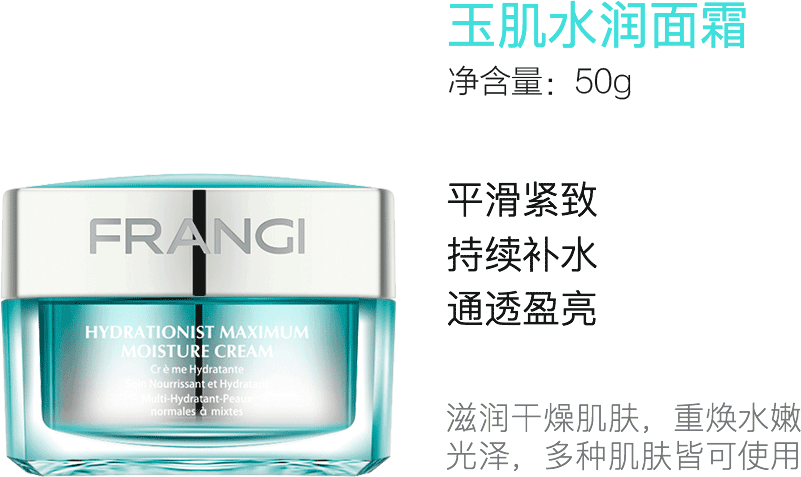 玉肌水润面霜
净含量：50g
平滑紧致
持续补水
通透盈亮
滋润干燥肌肤，重焕水嫩
光泽，多种肌肤皆可使用
FRANGI
HYDRATIONIST MAXIMUM
MOISTURE CREAM
Cr è me Hydratante
Soin Nourrissant et Hydratant
Multi-Hydratant-Peaux
normales à mixtes